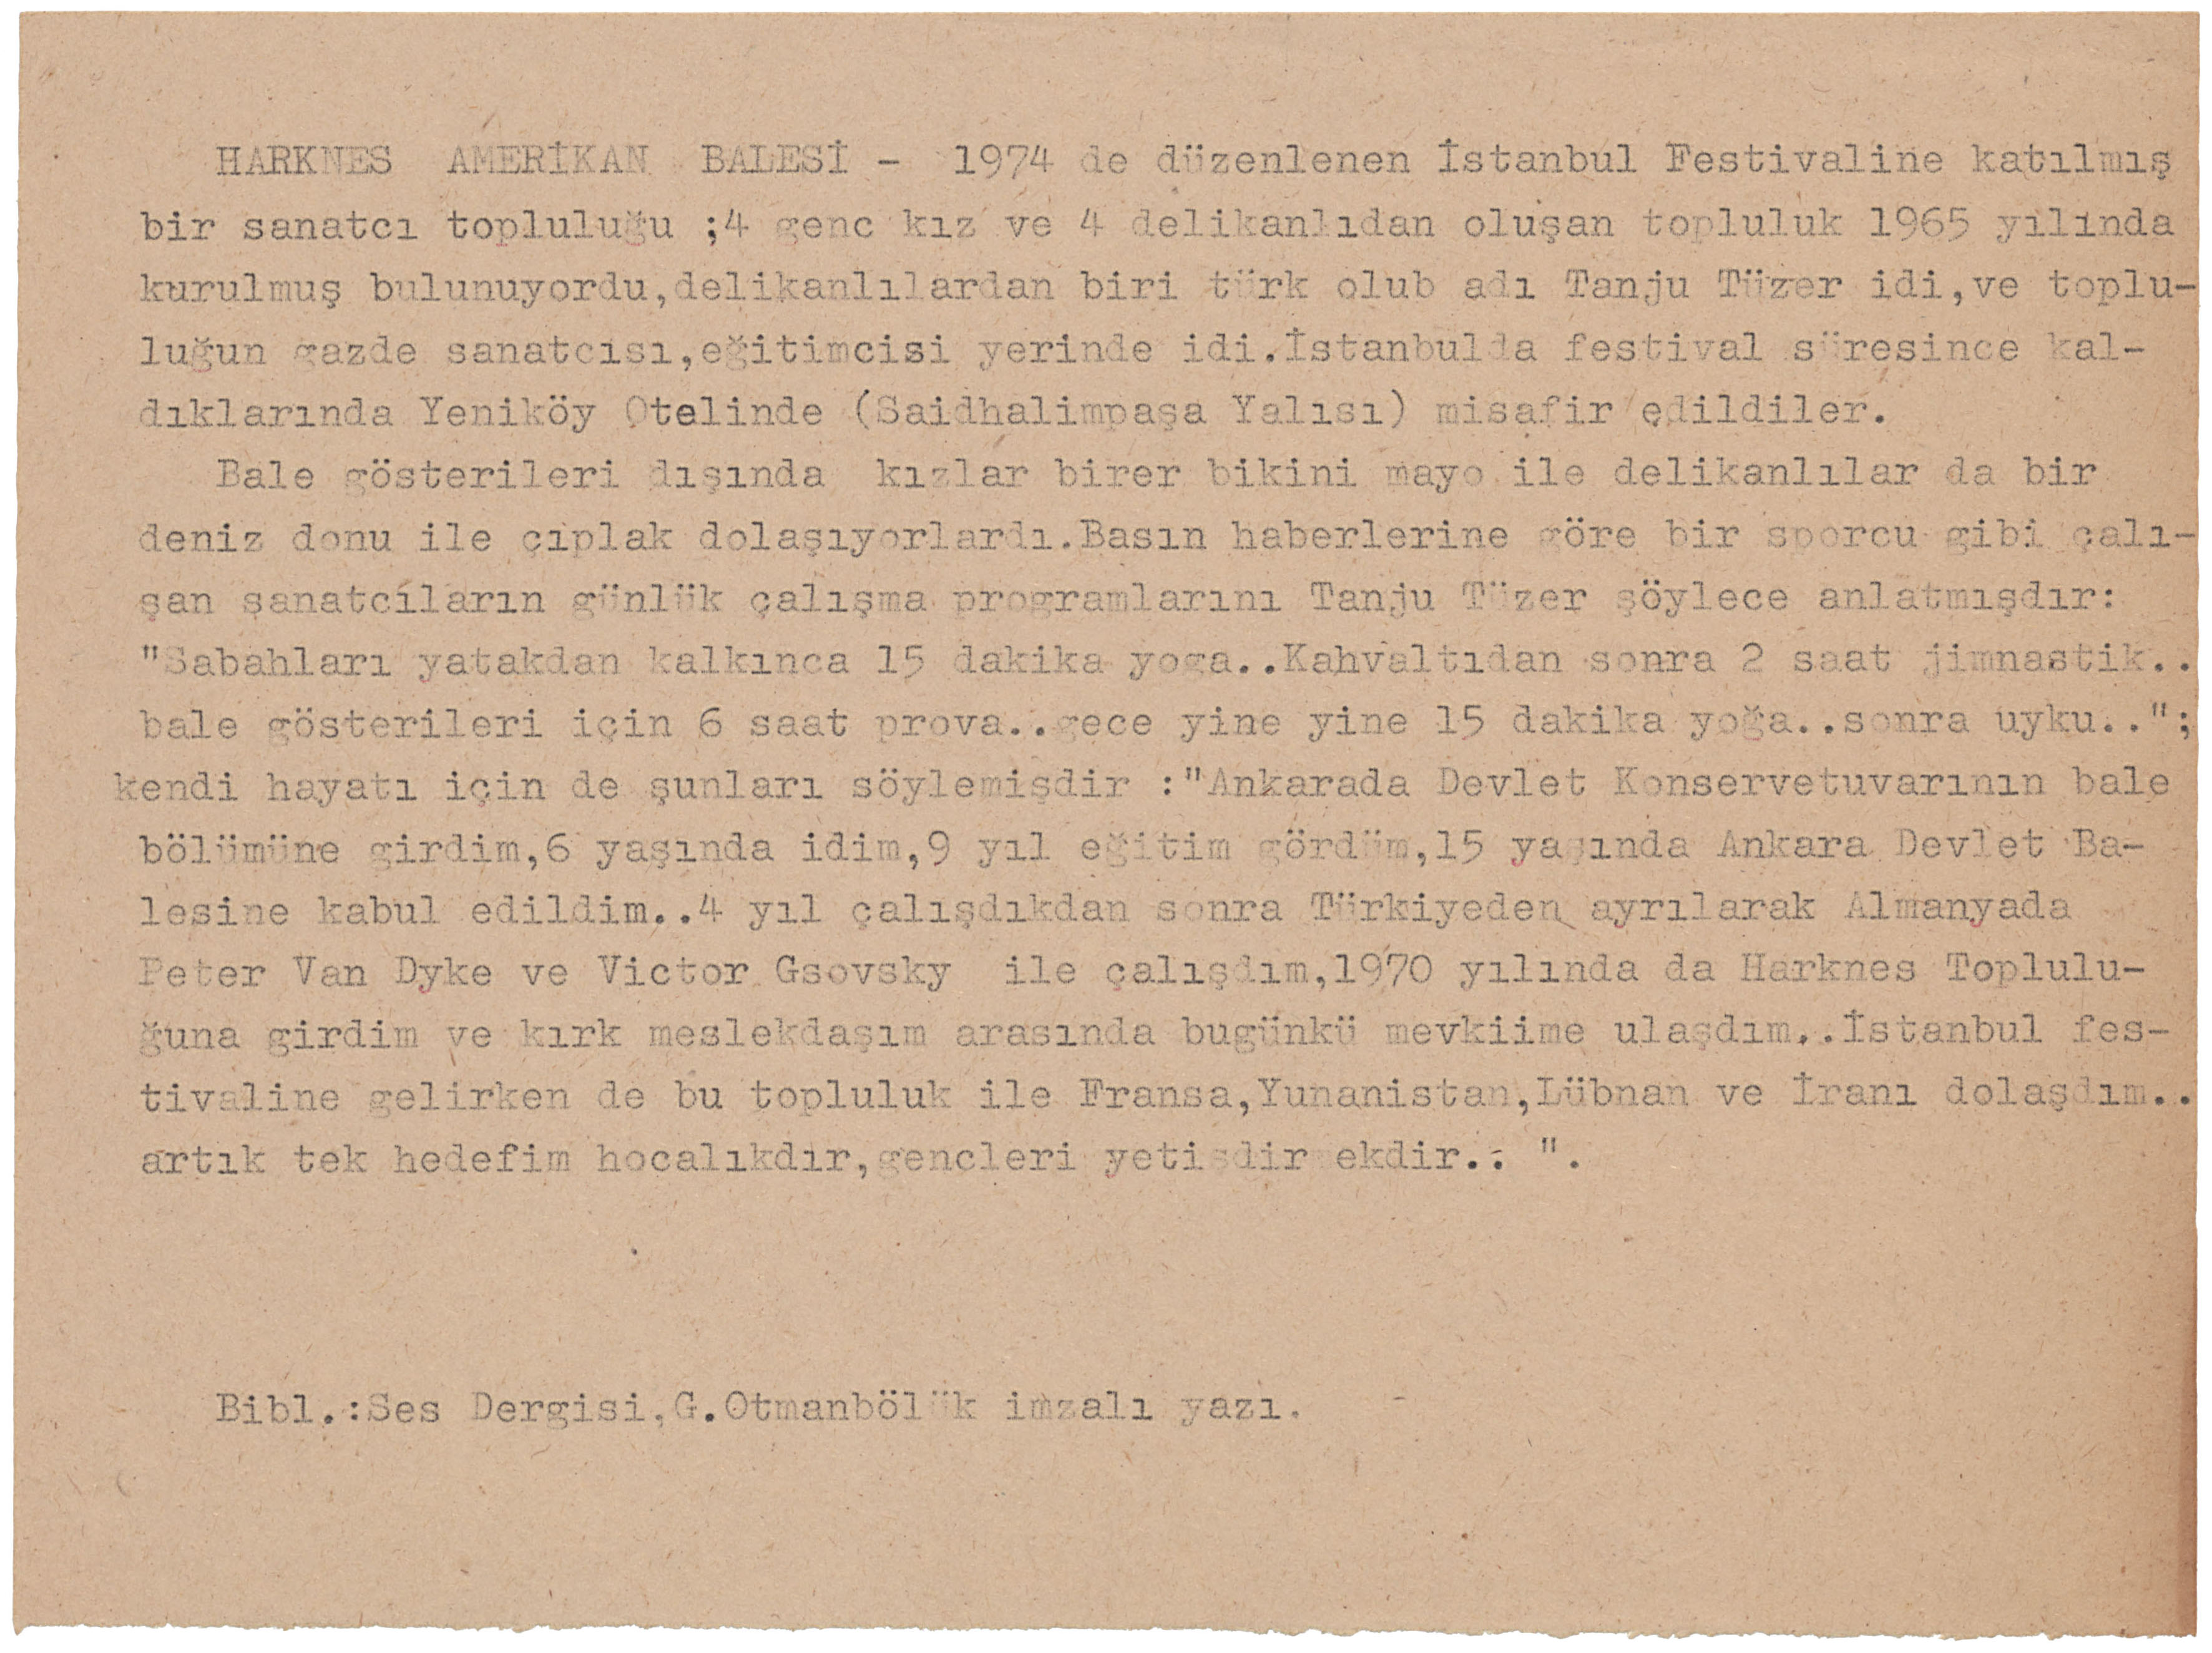 HARKNES AMERİKAN BALESİ - 1974 de düzenlenen İstanbul Festivaline katılmış
bir sanatcı topluluğu ;4 genc kız ve 4 delikanlıdan oluşan topluluk 1965 yılında
kurulmuş bulunuyordu,delikanlılardan biri türk olub adı Tanju Tüzer idi,ve toplu-
luğun gazde sanatcısı,eğitimcisi yerinde idi.İstanbulda festival süresince kal-
dıklarında Yeniköy Otelinde (Saidhalimpaşa Yalısı) misafir edildiler.
Bale gösterileri dışında kızlar birer bikini mayo ile delikanlılar da bir
deniz donu ile çıplak dolaşıyorlardı.Basın haberlerine göre bir sporcu gibi çalı-
şan sanatcıların günlük çalışma programlarını Tanju Tüzer şöylece anlatmışdır:
"Sabahları yatakdan kalkınca 15 dakika yoga..Kahvaltıdan sonra 2 saat jimnastik..
bale gösterileri için 6 saat prova..gece yine yine 15 dakika yoğa..sonra uyku..";
kendi hayatı için de şunları söylemişdir :"Ankarada Devlet Konservetuvarının bale
bölümüne girdim,6 yaşında idim,9 yıl eğitim gördüm,15 yaşında Ankara Devlet Ba-
lesine kabul edildim..4 yıl çalışdıkdan sonra Türkiyeden ayrılarak Almanyada
Peter Van Dyke ve Victor Gsovsky ile çalışdım,1970 yılında da Harknes Toplulu-
ğuna girdim ve kırk meslekdaşım arasında bugünkü mevkiime ulaşdım..İstanbul fes-
tivaline gelirken de bu topluluk ile Fransa,Yunanistan,Lübnan ve İranı dolaşdım..
artık tek hedefim hocalıkdır,gencleri yetişdirmekdir.. ".
Bibl.:Ses Dergisi,G.Otmanbölük imzalı yazı.